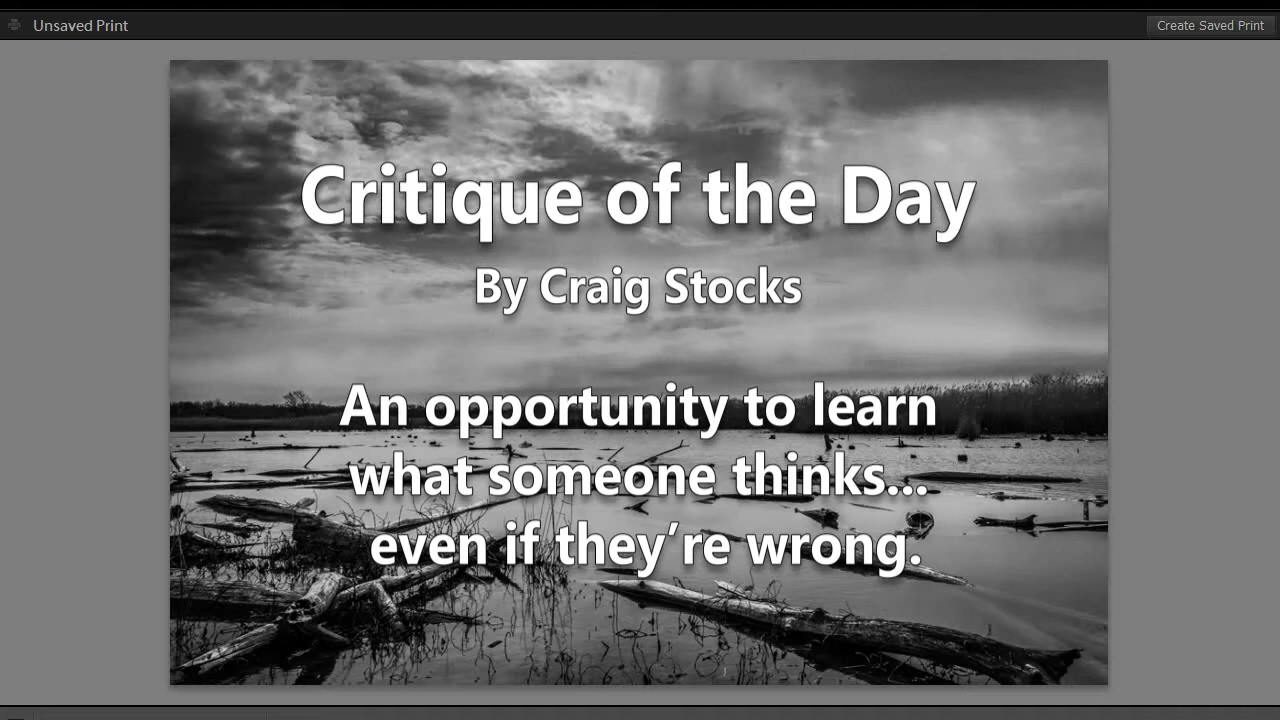 Unsaved Print
Create Saved Print
Critique of the Day
By Craig Stocks
An opportunity to learn
what someone thinks...
even if they’re wrong.